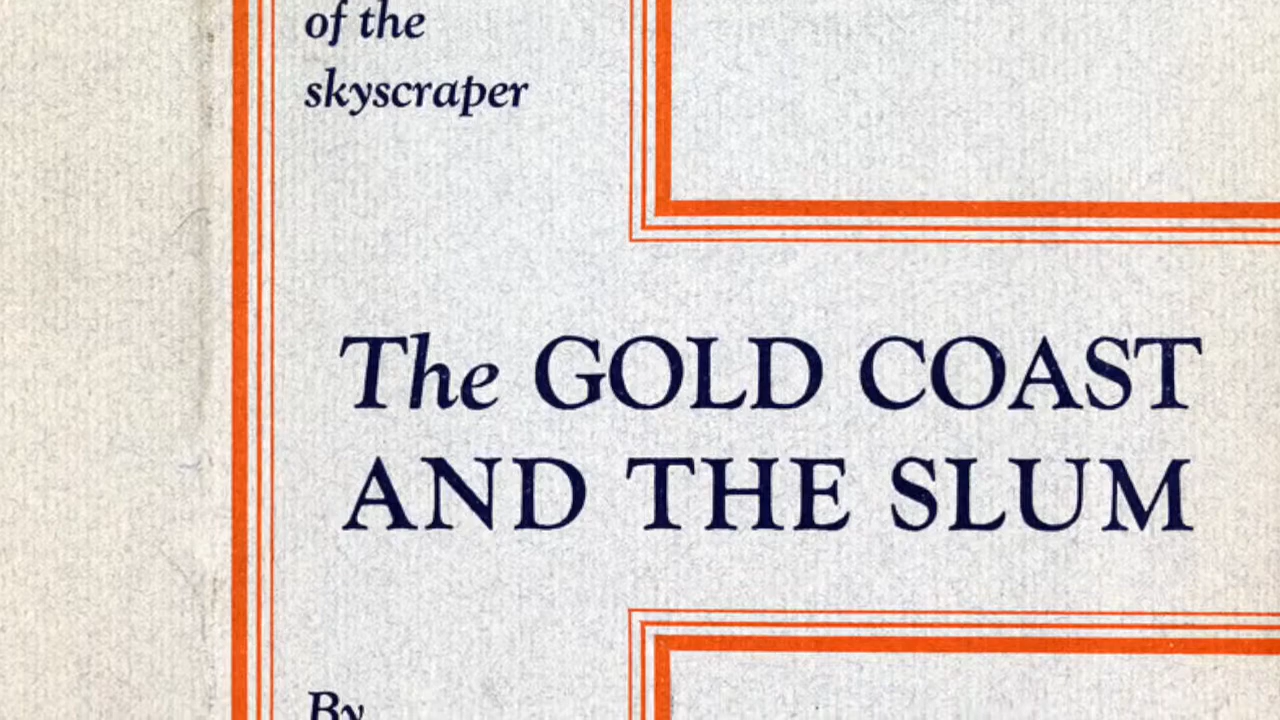 of the
skyscraper
The GOLD COAST
AND THE SLUM
By